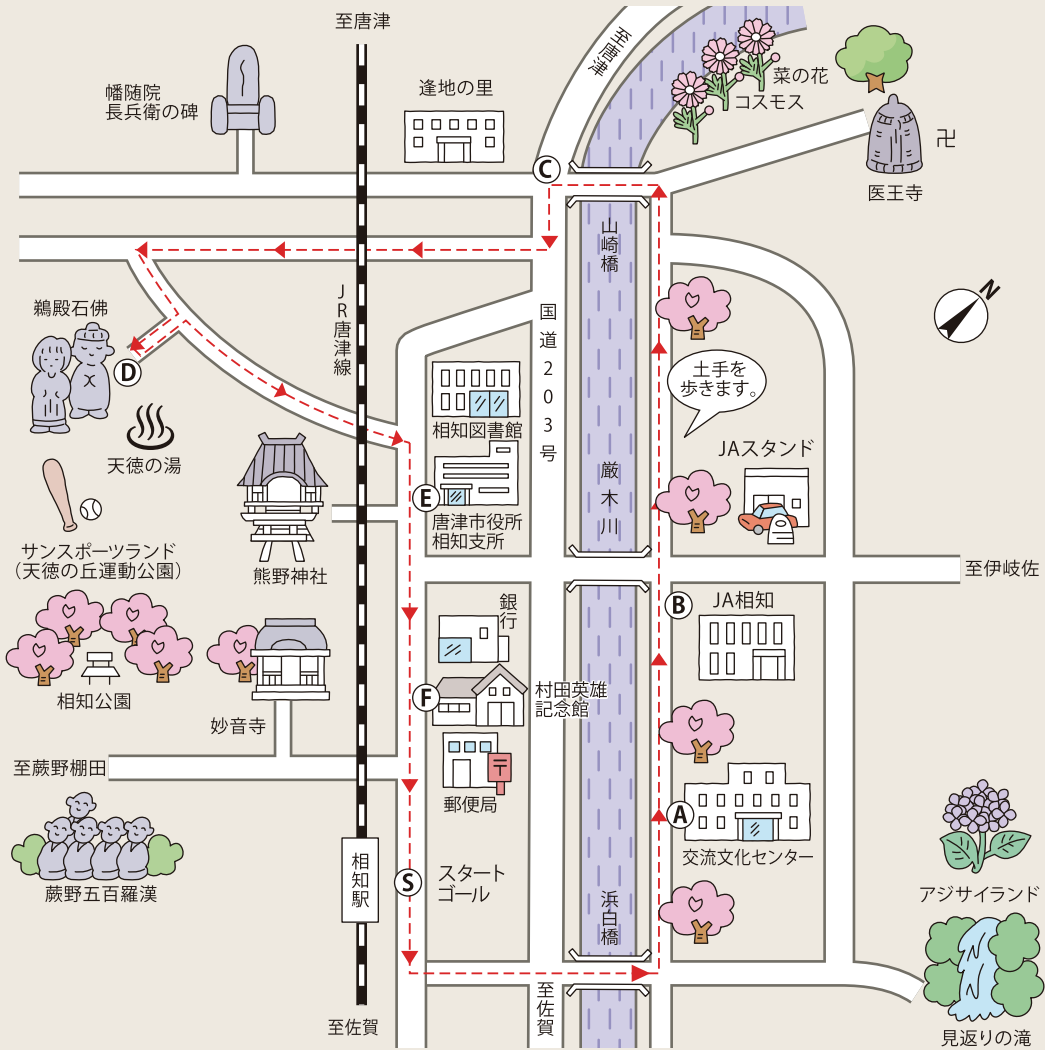 至唐津
至唐津
幡随院
長兵衛の碑
逢地の里
菜の花
コスモス
卍
医王寺
C
山崎橋
N
鵜殿石佛
D
JR唐津線
国道203号
土手を
歩きます。
天徳の湯
相知図書館
JAスタンド
E
唐津市役所
相知支所
厳木川
サンスポーツランド
(天徳の丘運動公園)
熊野神社
至伊岐佐
銀行
B
JA相知
相知公園
妙音寺
F
村田英雄
記念館
至蕨野棚田
〒
郵便局
A
交流文化センター
蕨野五百羅漢
相知駅
S
スタート
ゴール
浜白橋
アジサイランド
至佐賀
至佐賀
見返りの滝